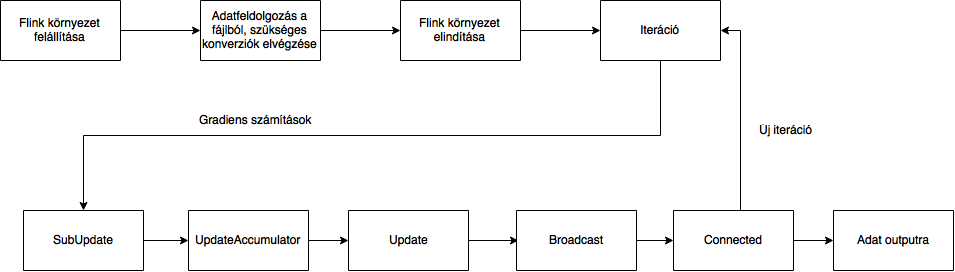 Flink környezet
felállítása
Adatfeldolgozás a
fájlból, szükséges
konverziók elvégzése
Flink környezet
elindítása
Iteráció
Gradiens számítások
Új iteráció
SubUpdate
UpdateAccumulator
Update
Broadcast
Connected
Adat outputra